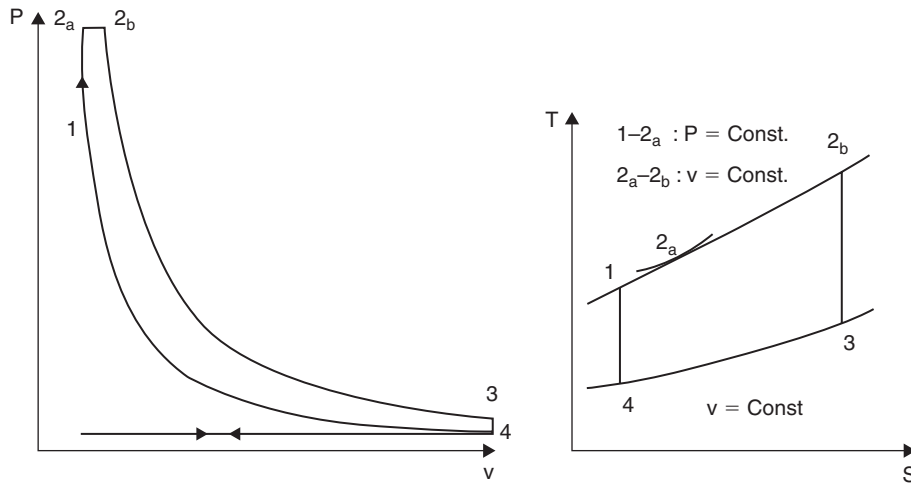 P
2a
2b
1
3
4
v
T
1–2a : P = Const.
2a–2b : v = Const.
2b
2a
1
3
4
v = Const
S